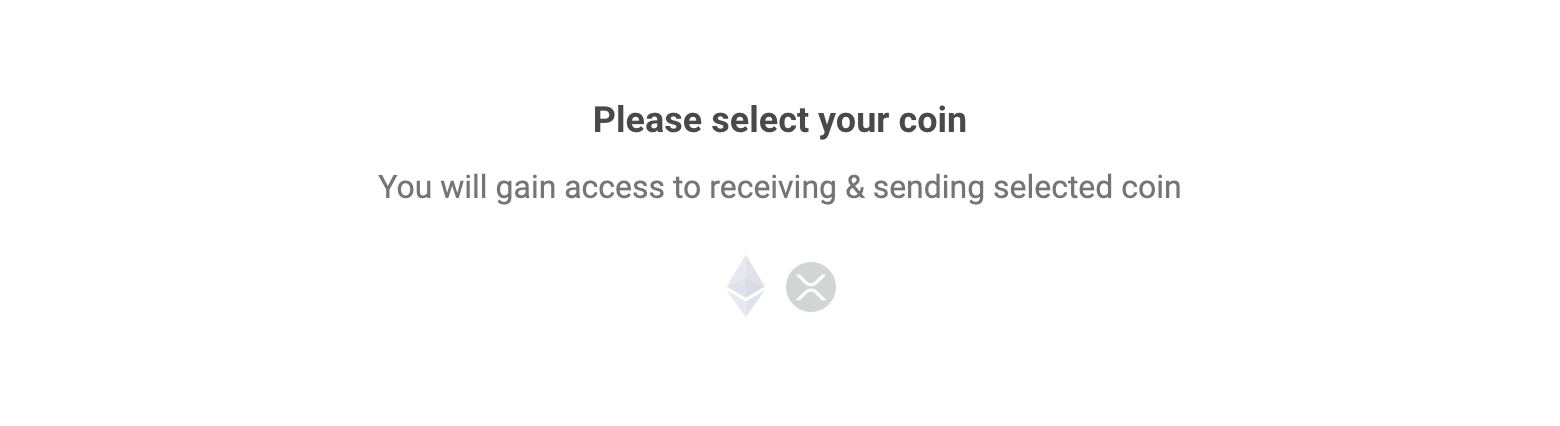 Please select your coin
You will gain access to receiving & sending selected coin